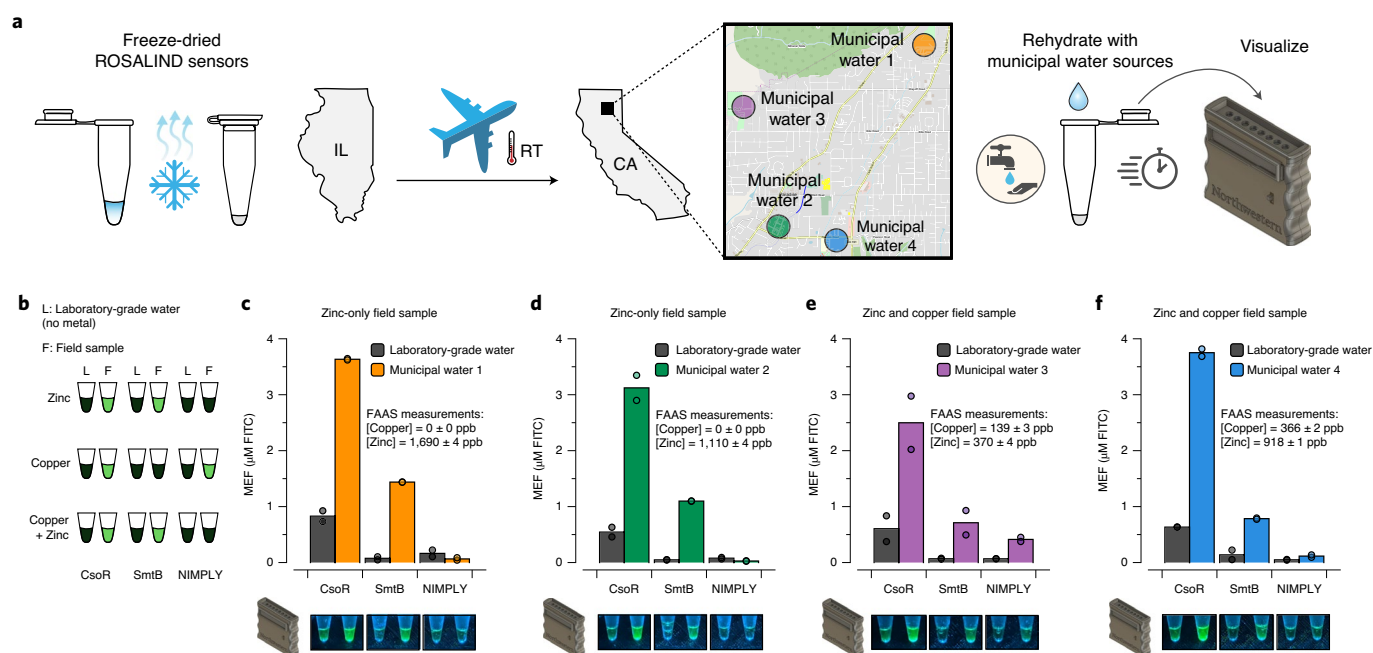 a
Freeze-dried
ROSALIND sensors
IL
RT
CA
Municipal
water 1
Municipal
water 3
Municipal
water 2
Municipal
water 4
Rehydrate with
municipal water sources
Visualize
Northwestern
b
L: Laboratory-grade water
(no metal)
F: Field sample
L F L F L F
Zinc
Copper
Copper
+ Zinc
CsoR SmtB NIMPLY
c
Zinc-only field sample
MEF (µM FITC)
4
3
2
1
0
Laboratory-grade water
Municipal water 1
FAAS measurements:
[Copper] = 0 ± 0 ppb
[Zinc] = 1,690 ± 4 ppb
CsoR SmtB NIMPLY
d
Zinc-only field sample
MEF (µM FITC)
4
3
2
1
0
Laboratory-grade water
Municipal water 2
FAAS measurements:
[Copper] = 0 ± 0 ppb
[Zinc] = 1,110 ± 4 ppb
CsoR SmtB NIMPLY
e
Zinc and copper field sample
MEF (µM FITC)
4
3
2
1
0
Laboratory-grade water
Municipal water 3
FAAS measurements:
[Copper] = 139 ± 3 ppb
[Zinc] = 370 ± 4 ppb
CsoR SmtB NIMPLY
f
Zinc and copper field sample
MEF (µM FITC)
4
3
2
1
0
Laboratory-grade water
Municipal water 4
FAAS measurements:
[Copper] = 366 ± 2 ppb
[Zinc] = 918 ± 1 ppb
CsoR SmtB NIMPLY